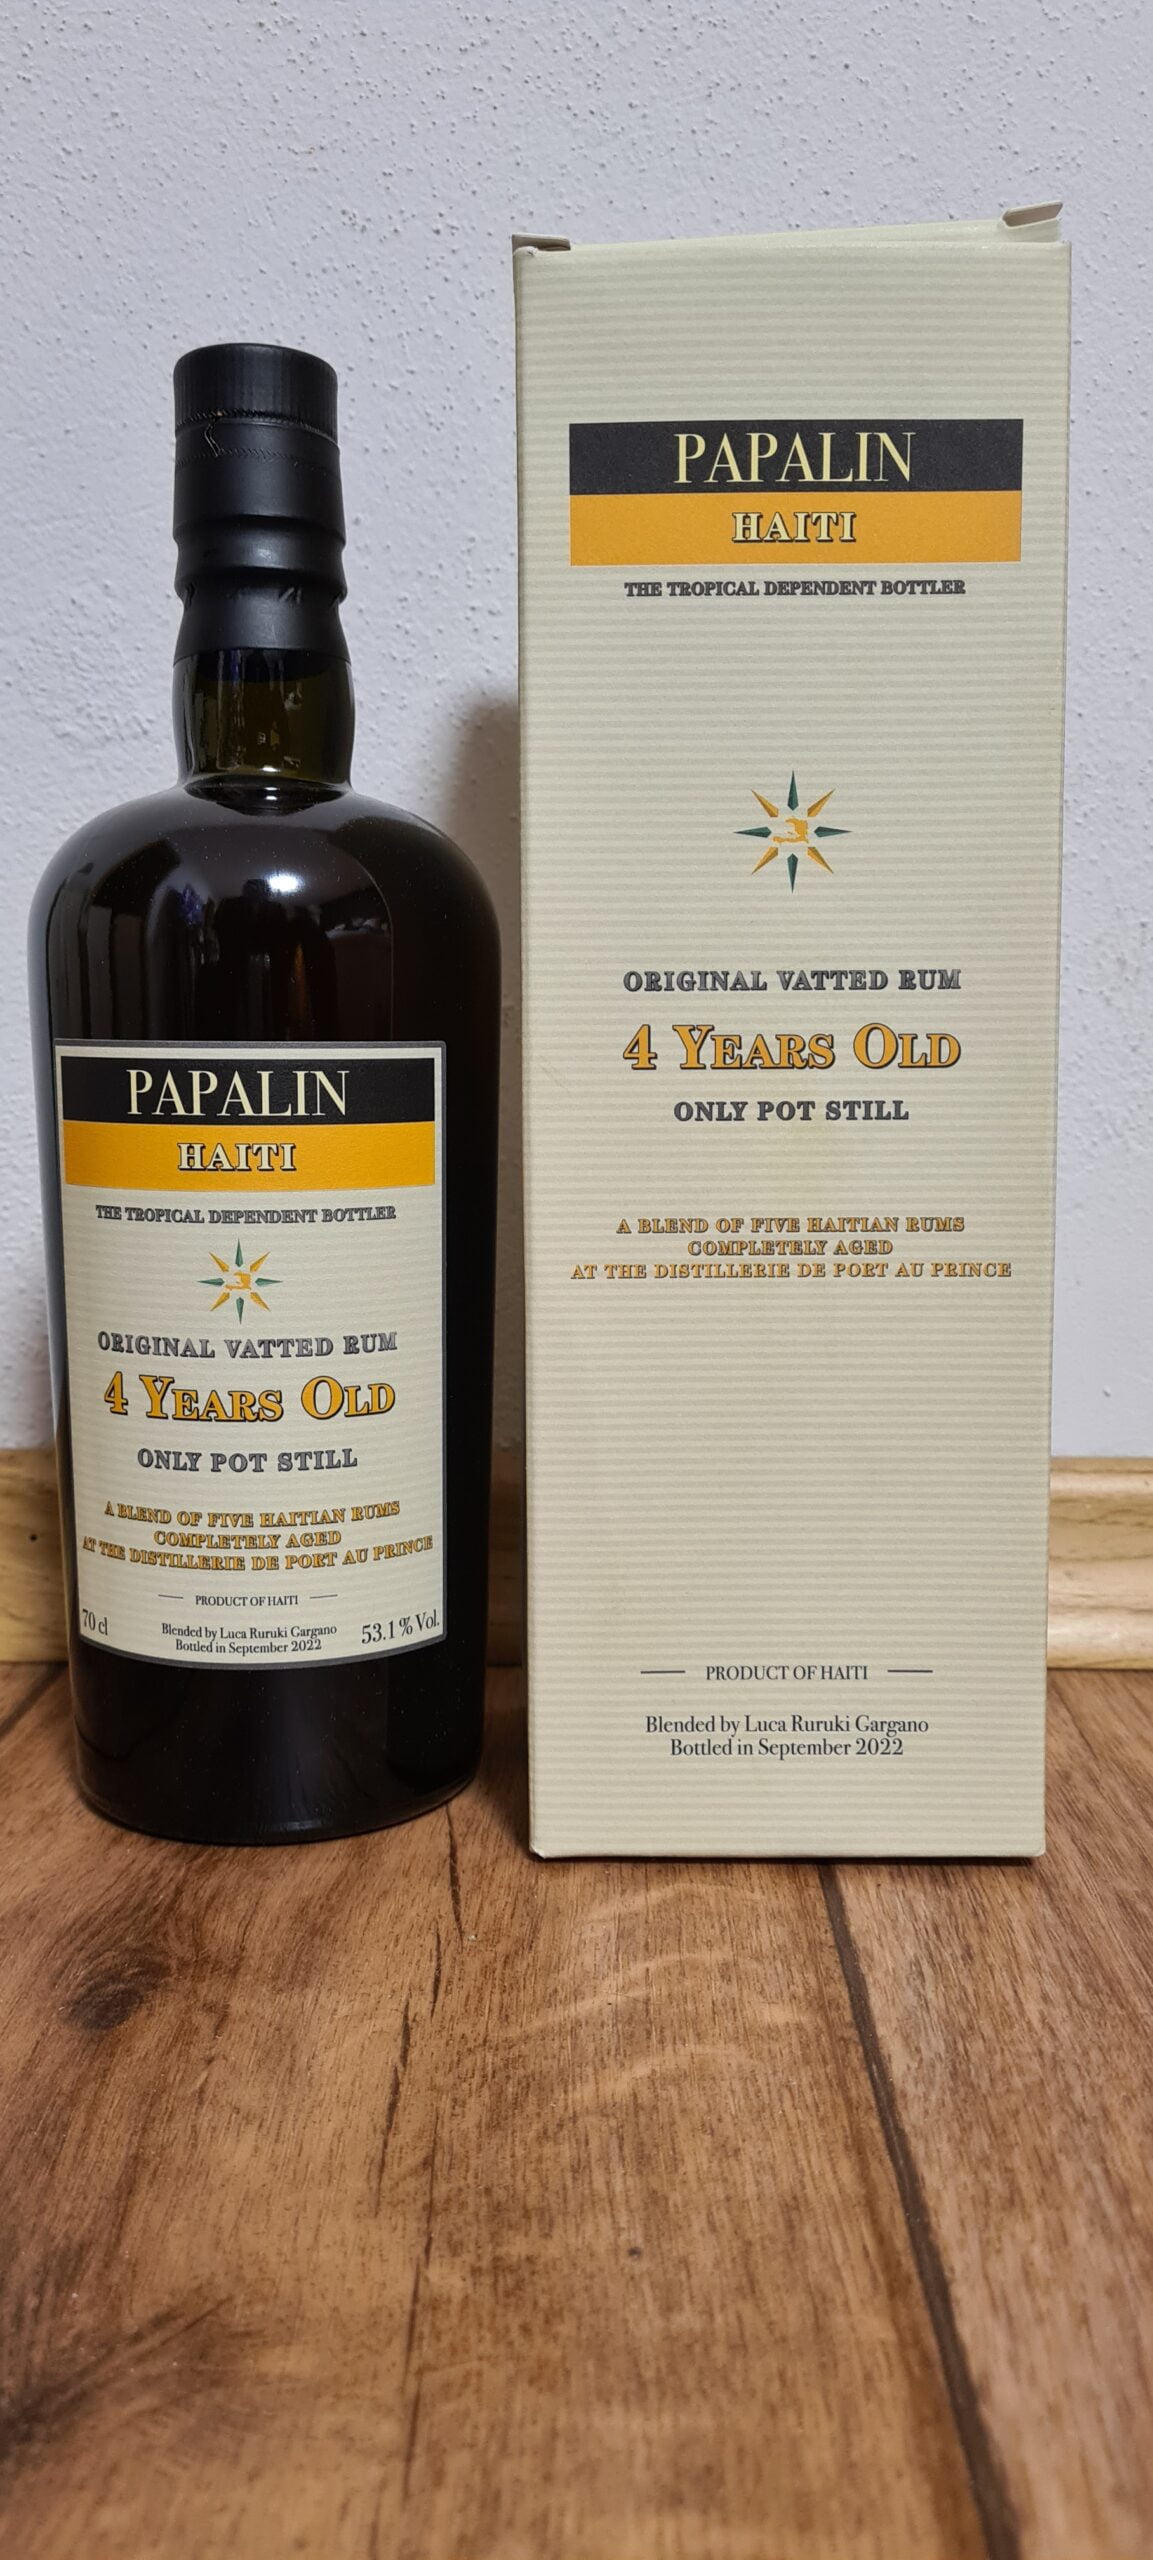 PAPALIN
HAITI
THE TROPICAL DEPENDENT BOTTLER
ORIGINAL VATTED RUM
4 YEARS OLD
ONLY POT STILL
A BLEND OF FIVE HAITIAN RUMS
COMPLETELY AGED
AT THE DISTILLERIE DE PORT AU PRINCE
PRODUCT OF HAITI
70 cl
Blended by Luca Ruruki Gargano
Bottled in September 2022
53.1% Vol.
PAPALIN
HAITI
THE TROPICAL DEPENDENT BOTTLER
ORIGINAL VATTED RUM
4 YEARS OLD
ONLY POT STILL
A BLEND OF FIVE HAITIAN RUMS
COMPLETELY AGED
AT THE DISTILLERIE DE PORT AU PRINCE
PRODUCT OF HAITI
Blended by Luca Ruruki Gargano
Bottled in September 2022